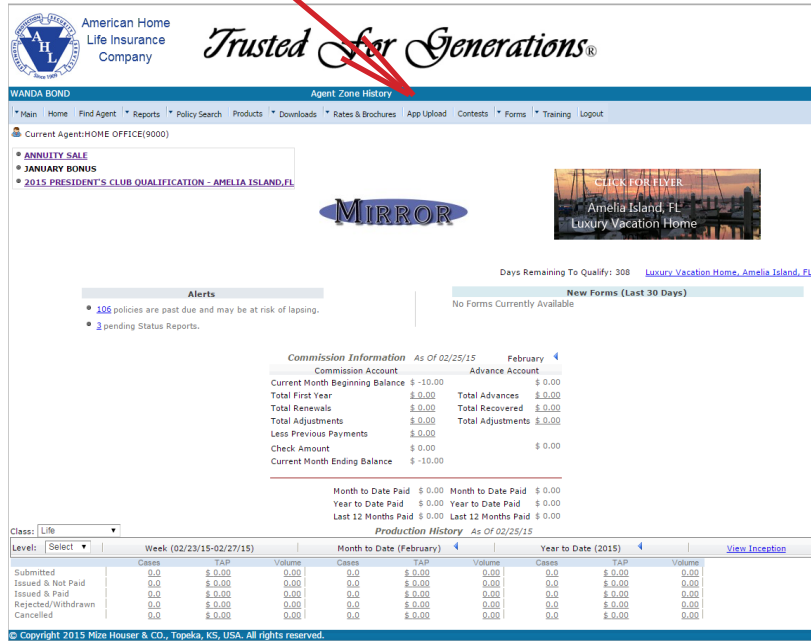 PROTECTION SECURITY
AHL
Since 1909
American Home
Life Insurance
Company
Trusted For Generations®
WANDA BOND Agent Zone History
Main Home Find Agent Reports Policy Search Products Downloads Rates & Brochures App Upload Contests Forms Training Logout
Current Agent:HOME OFFICE(9000)
ANNUITY SALE
JANUARY BONUS
2015 PRESIDENT'S CLUB QUALIFICATION - AMELIA ISLAND,FL
MIRROR
CLICK FOR FLYER
Amelia Island, FL
Luxury Vacation Home
Days Remaining To Qualify: 308 Luxury Vacation Home, Amelia Island, FL
Alerts
106 policies are past due and may be at risk of lapsing.
3 pending Status Reports.
New Forms (Last 30 Days)
No Forms Currently Available
Commission Information As Of 02/25/15 February
Commission Account Advance Account
Current Month Beginning Balance $ -10.00 $ 0.00
Total First Year $ 0.00 Total Advances $ 0.00
Total Renewals $ 0.00 Total Recovered $ 0.00
Total Adjustments $ 0.00 Total Adjustments $ 0.00
Less Previous Payments $ 0.00
Check Amount $ 0.00 $ 0.00
Current Month Ending Balance $ -10.00
Month to Date Paid $ 0.00 Month to Date Paid $ 0.00
Year to Date Paid $ 0.00 Year to Date Paid $ 0.00
Last 12 Months Paid $ 0.00 Last 12 Months Paid $ 0.00
Class: Life Production History As Of 02/25/15
Level: Select Week (02/23/15-02/27/15) Month to Date (February) Year to Date (2015) View Inception
Cases TAP Volume Cases TAP Volume Cases TAP Volume
Submitted 0.0 $ 0.00 0.00 0.0 $ 0.00 0.00 0.0 $ 0.00 0.00
Issued & Not Paid 0.0 $ 0.00 0.00 0.0 $ 0.00 0.00 0.0 $ 0.00 0.00
Issued & Paid 0.0 $ 0.00 0.00 0.0 $ 0.00 0.00 0.0 $ 0.00 0.00
Rejected/Withdrawn 0.0 $ 0.00 0.00 0.0 $ 0.00 0.00 0.0 $ 0.00 0.00
Cancelled 0.0 $ 0.00 0.00 0.0 $ 0.00 0.00 0.0 $ 0.00 0.00
© Copyright 2015 Mize Houser & CO., Topeka, KS, USA. All rights reserved.